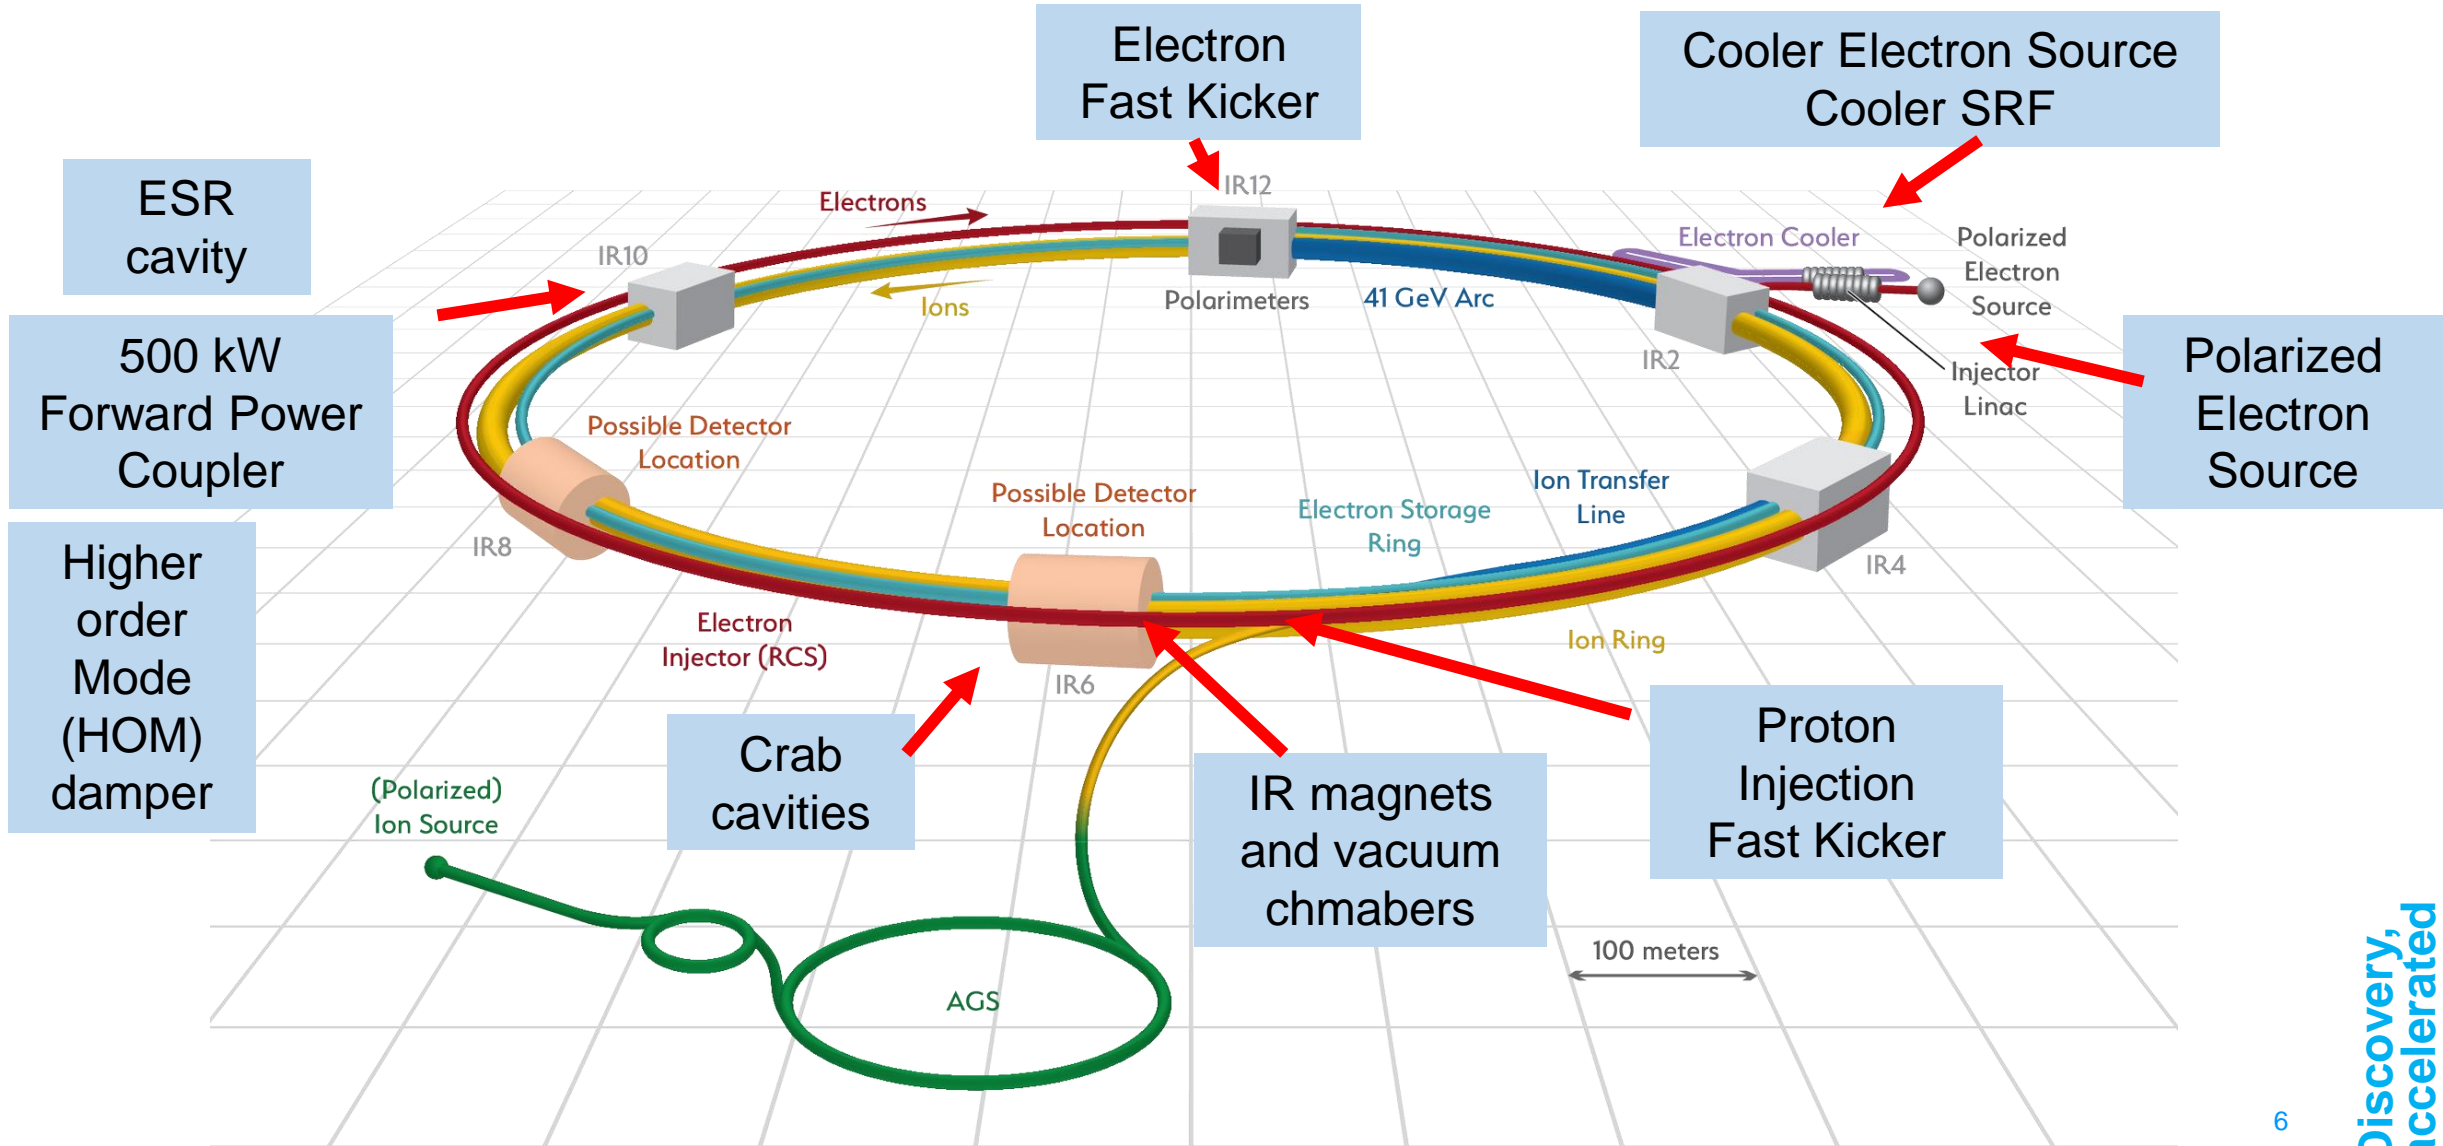 Electron
Fast Kicker
Cooler Electron Source
Cooler SRF
ESR
cavity
500 kW
Forward Power
Coupler
Higher
order
Mode
(HOM)
damper
Electrons
IR12
IR10
Ions
Polarimeters
41 GeV Arc
Electron Cooler
Polarized
Electron
Source
IR2
Injector
Linac
Polarized
Electron
Source
Possible Detector
Location
IR8
Possible Detector
Location
Electron Storage
Ring
Ion Transfer
Line
IR4
Electron
Injector (RCS)
IR6
Ion Ring
Crab
cavities
IR magnets
and vacuum
chmabers
Proton
Injection
Fast Kicker
(Polarized)
Ion Source
AGS
100 meters
6
Discovery,
accelerated